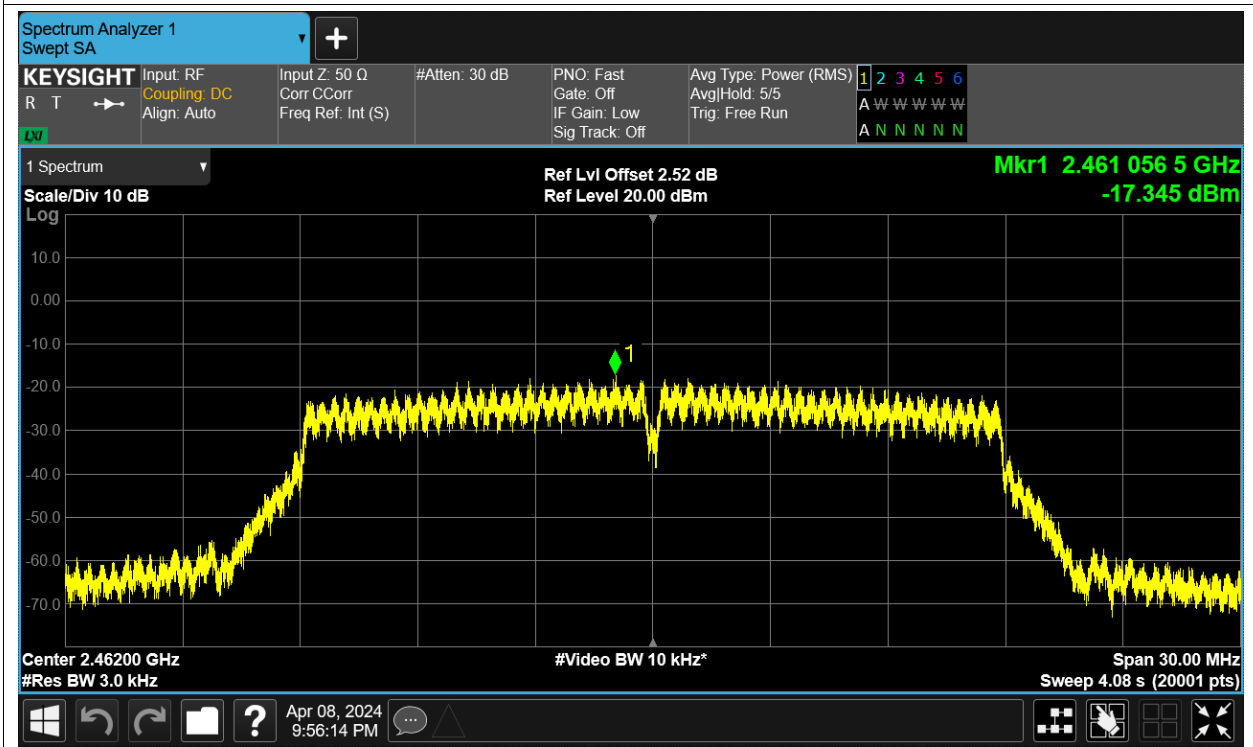 Spectrum Analyzer 1
Swept SA
KEYSIGHT
R T
LXI
Input: RF
Coupling: DC
Align: Auto
Input Z: 50 Ω
Corr CCorr
Freq Ref: Int (S)
#Atten: 30 dB
PNO: Fast
Gate: Off
IF Gain: Low
Sig Track: Off
Avg Type: Power (RMS)
Avg|Hold: 5/5
Trig: Free Run
1 2 3 4 5 6
A W W W W W
A N N N N N
1 Spectrum
Scale/Div 10 dB
Ref Lvl Offset 2.52 dB
Ref Level 20.00 dBm
Mkr1 2.461 056 5 GHz
-17.345 dBm
Log
10.0
0.00
-10.0
-20.0
-30.0
-40.0
-50.0
-60.0
-70.0
1
Center 2.46200 GHz
#Res BW 3.0 kHz
#Video BW 10 kHz*
Span 30.00 MHz
Sweep 4.08 s (20001 pts)
?
Apr 08, 2024
9:56:14 PM